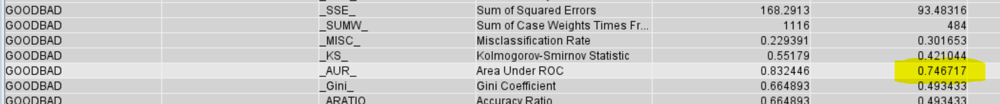 GOODBAD _SSE_ Sum of Squared Errors 168.2913 93.48316
GOODBAD _SUMW_ Sum of Case Weights Times Fr... 1116 484
GOODBAD _MISC_ Misclassification Rate 0.229391 0.301653
GOODBAD _KS_ Kolmogorov-Smirnov Statistic 0.55179 0.421044
GOODBAD _AUR_ Area Under ROC 0.832446 0.746717
GOODBAD _Gini_ Gini Coefficient 0.664893 0.493433
GOODBAD _ARATIO_ Accuracy Ratio 0.664893 0.493433